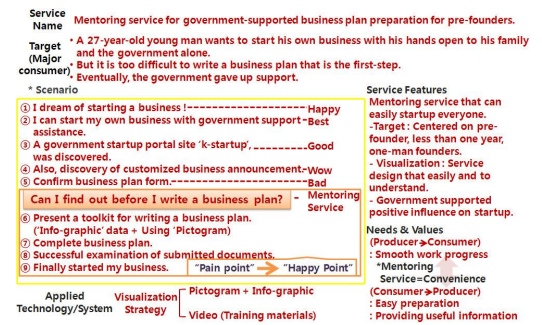 Service Name
Mentoring service for government-supported business plan preparation for pre-founders.
Target (Major consumer)
• A 27-year-old young man wants to start his own business with his hands open to his family and the government alone.
• But it is too difficult to write a business plan that is the first-step.
• Eventually, the government gave up support.
* Scenario
① I dream of starting a business ! Happy
② I can start my own business with government support assistance. Best
③ A government startup portal site ‘k-startup’, was discovered. Good
④ Also, discovery of customized business announcement. Wow
⑤ Confirm business plan form. Bad
Can I find out before I write a business plan? – Mentoring Service
⑥ Present a toolkit for writing a business plan.
(‘Info-graphic’ data + Using ‘Pictogram’)
⑦ Complete business plan.
⑧ Successful examination of submitted documents.
⑨ Finally started my business.
“Pain point” → “Happy Point”
Service Features
Mentoring service that can
easily startup everyone.
-Target : Centered on pre-
founder, less than one year,
one-man founders.
- Visualization : Service
design that easily and to
understand.
- Government supported
positive influence on startup.
Needs & Values
(Producer→Consumer)
: Smooth work progress
*Mentoring
Service=Convenience
(Consumer→Producer)
: Easy preparation
: Providing useful information
Applied
Technology/System
Visualization
Strategy
Pictogram + Info-graphic
Video (Training materials)